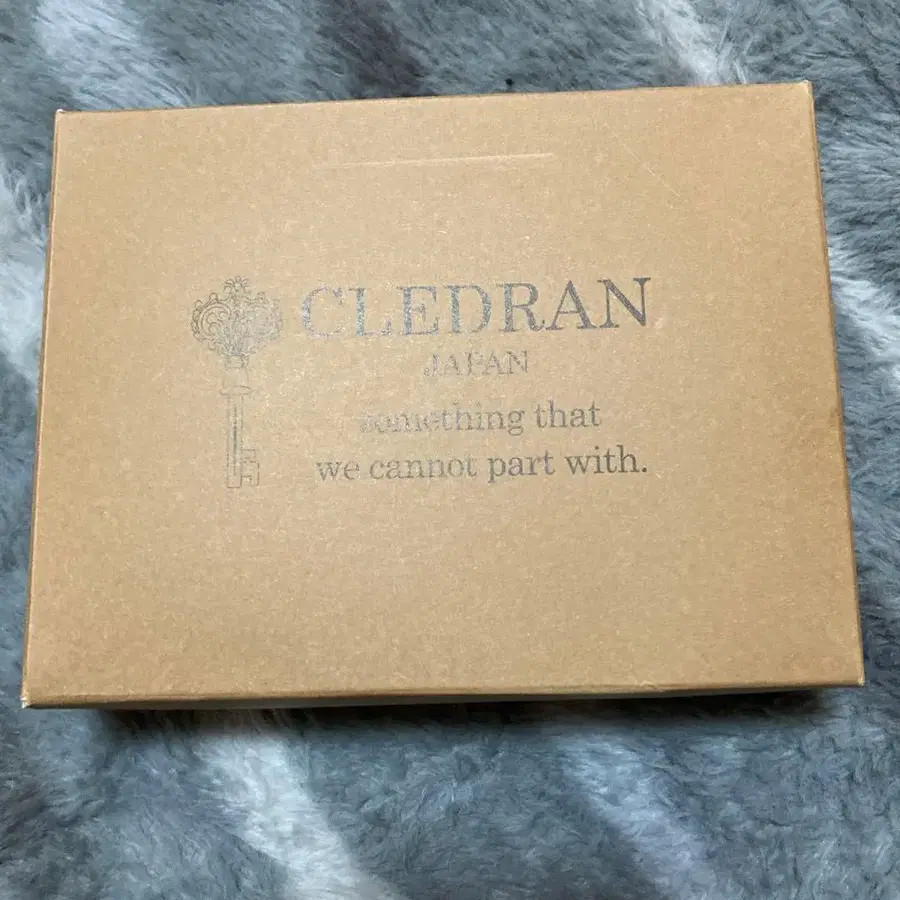 CLEDRAN
JAPAN
something that
we cannot part with.